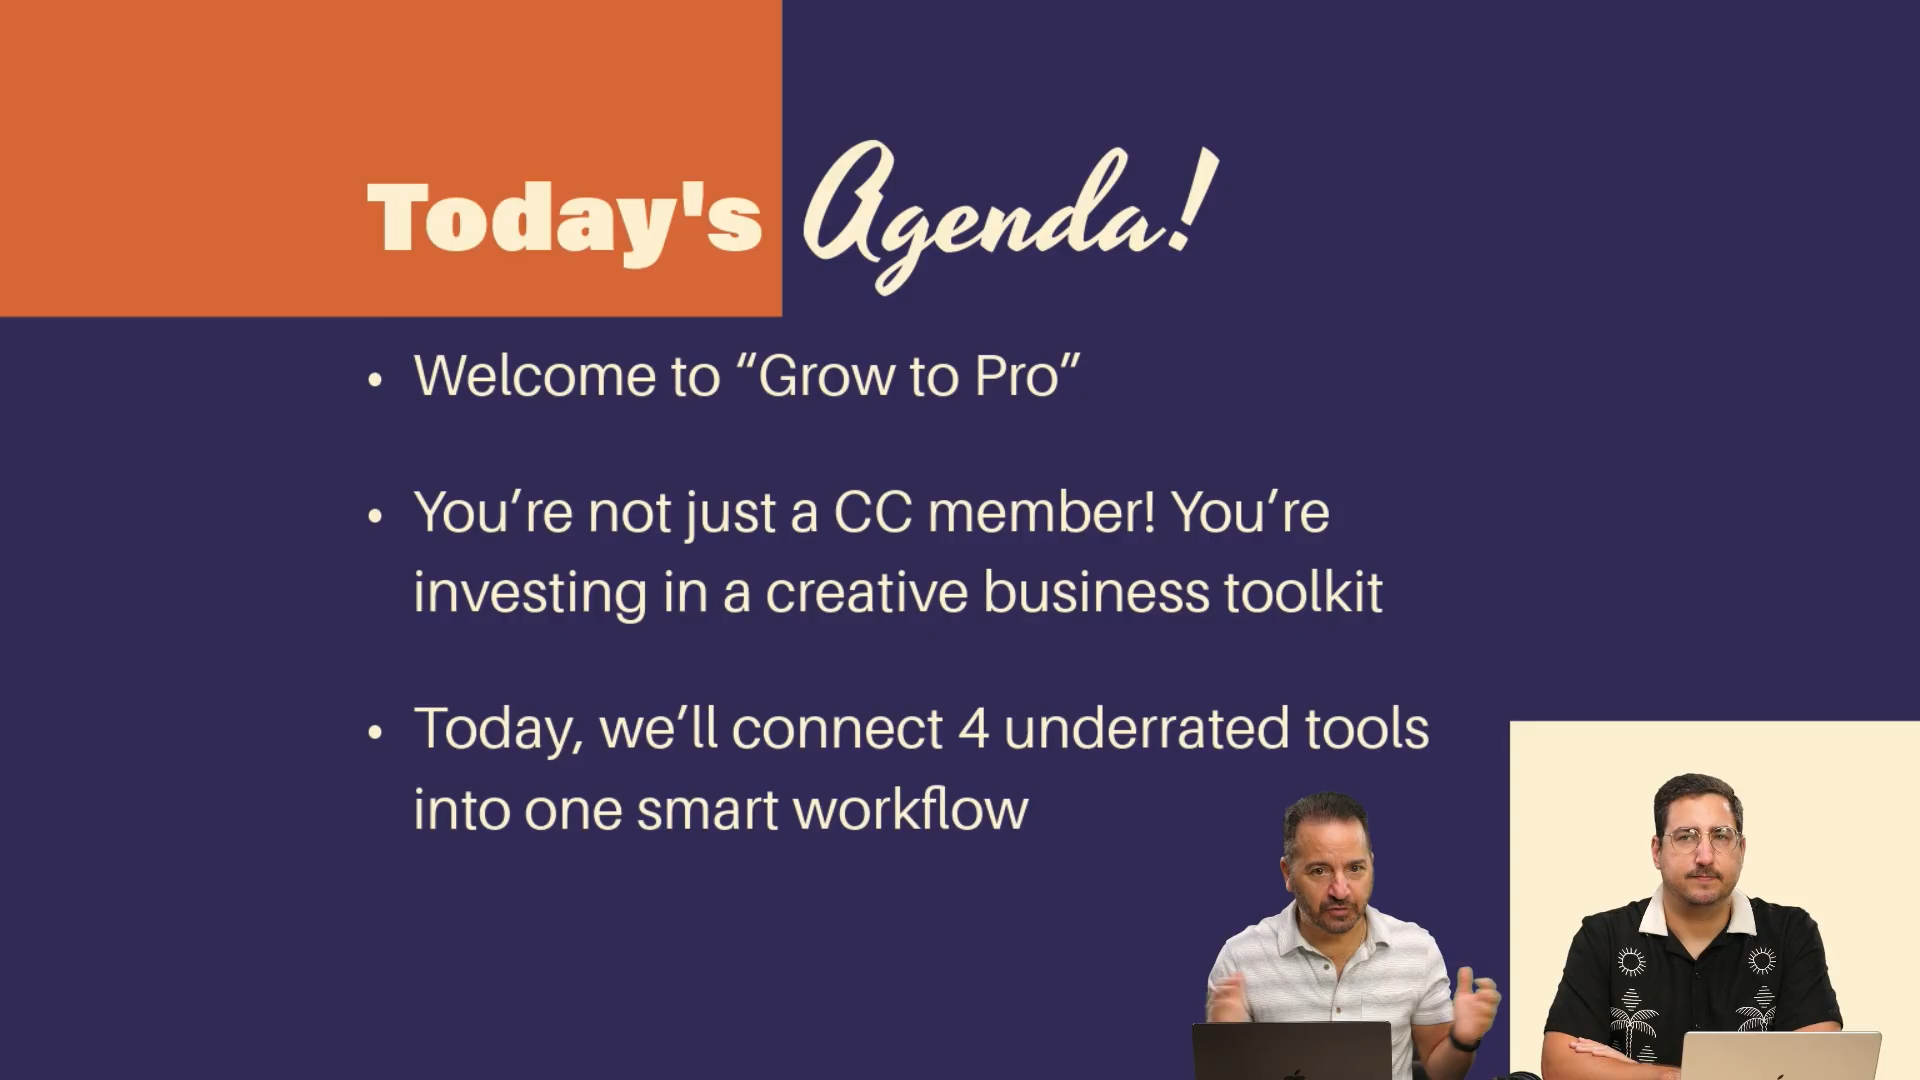 Today's Agenda!
• Welcome to “Grow to Pro”
• You’re not just a CC member! You’re
investing in a creative business toolkit
• Today, we’ll connect 4 underrated tools
into one smart workflow